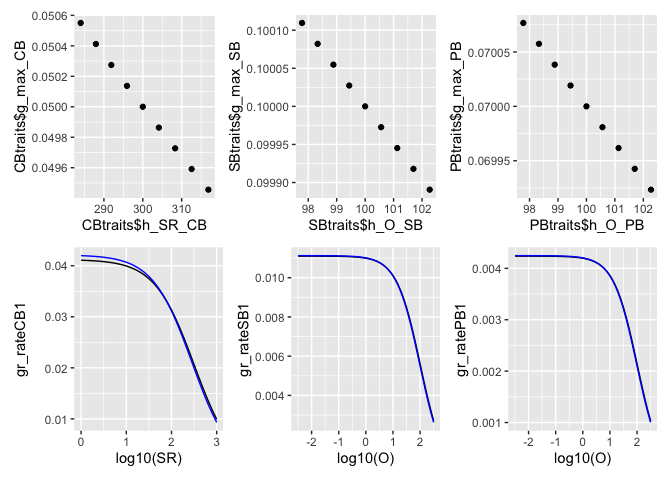 CBtraits$g_max_CB
0.0506
0.0504
0.0502
0.0500
0.0498
0.0496
290 300 310
CBtraits$h_SR_CB
SBtraits$g_max_SB
0.10010
0.10005
0.10000
0.09995
0.09990
98 99 100 101 102
SBtraits$h_O_SB
PBtraits$g_max_PB
0.07005
0.07000
0.06995
98 99 100 101 102
PBtraits$h_O_PB
gr_rateCB1
0.04
0.03
0.02
0.01
0 1 2 3
log10(SR)
gr_rateSB1
0.010
0.008
0.006
0.004
-2 -1 0 1 2
log10(O)
gr_ratePB1
0.004
0.003
0.002
0.001
-2 -1 0 1 2
log10(O)